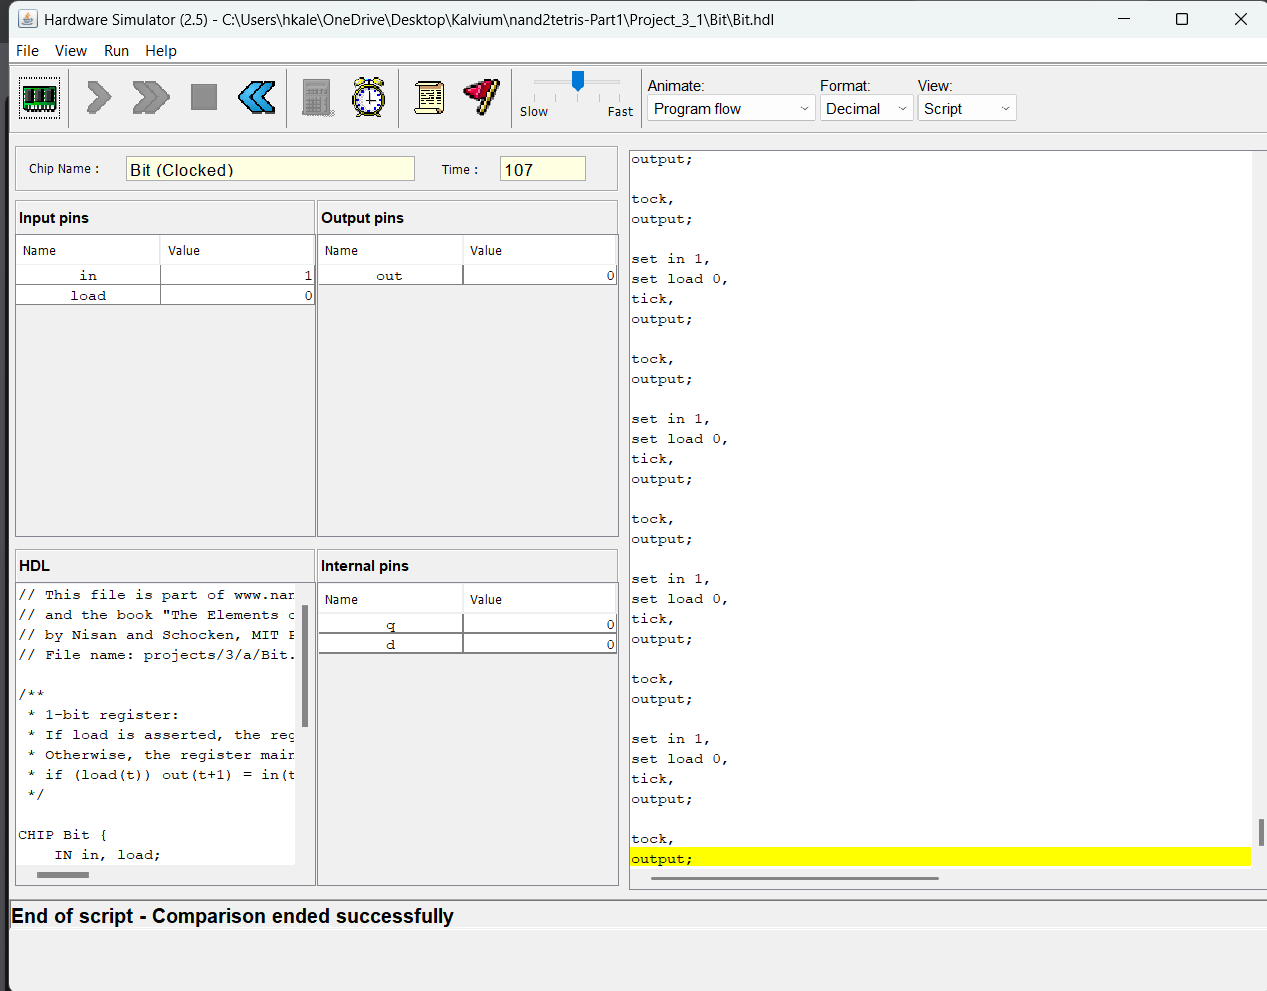 Hardware Simulator (2.5) - C:\Users\hkale\OneDrive\Desktop\Kalvium\nand2tetris-Part1\Project_3_1\Bit\Bit.hdl
File View Run Help
Slow Fast
Animate: Format: View:
Program flow Decimal Script
Chip Name : Bit (Clocked) Time : 107
Input pins
Name Value
in 1
load 0
Output pins
Name Value
out 0
HDL
// This file is part of www.nan
// and the book "The Elements o
// by Nisan and Schocken, MIT P
// File name: projects/3/a/Bit.
/**
* 1-bit register:
* If load is asserted, the reg
* Otherwise, the register main
* if (load(t)) out(t+1) = in(t
*/
CHIP Bit {
IN in, load;
Internal pins
Name Value
q 0
d 0
output;
tock,
output;
set in 1,
set load 0,
tick,
output;
tock,
output;
set in 1,
set load 0,
tick,
output;
tock,
output;
set in 1,
set load 0,
tick,
output;
tock,
output;
set in 1,
set load 0,
tick,
output;
tock,
output;
End of script - Comparison ended successfully